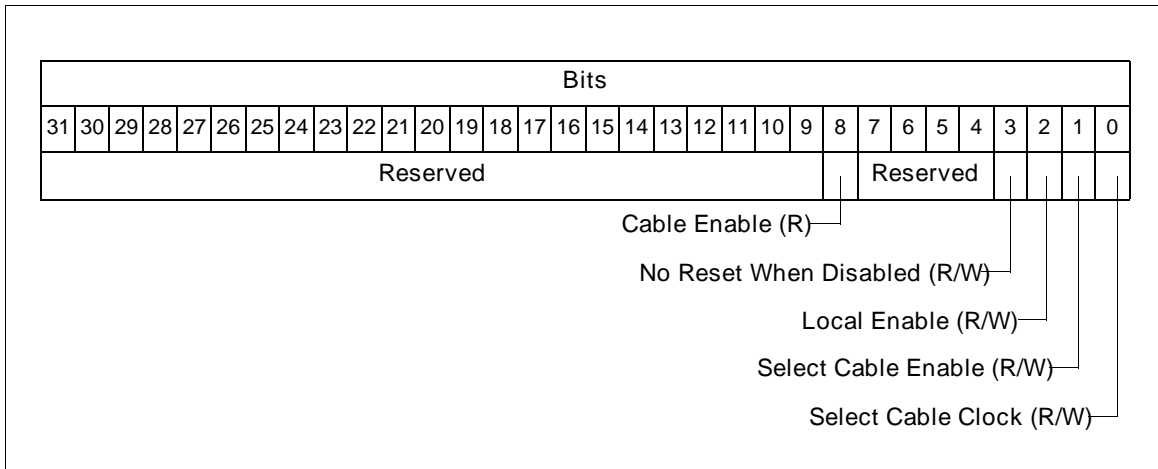 Bits
31 30 29 28 27 26 25 24 23 22 21 20 19 18 17 16 15 14 13 12 11 10 9 8 7 6 5 4 3 2 1 0
Reserved Reserved
Cable Enable (R)
No Reset When Disabled (R/W)
Local Enable (R/W)
Select Cable Enable (R/W)
Select Cable Clock (R/W)